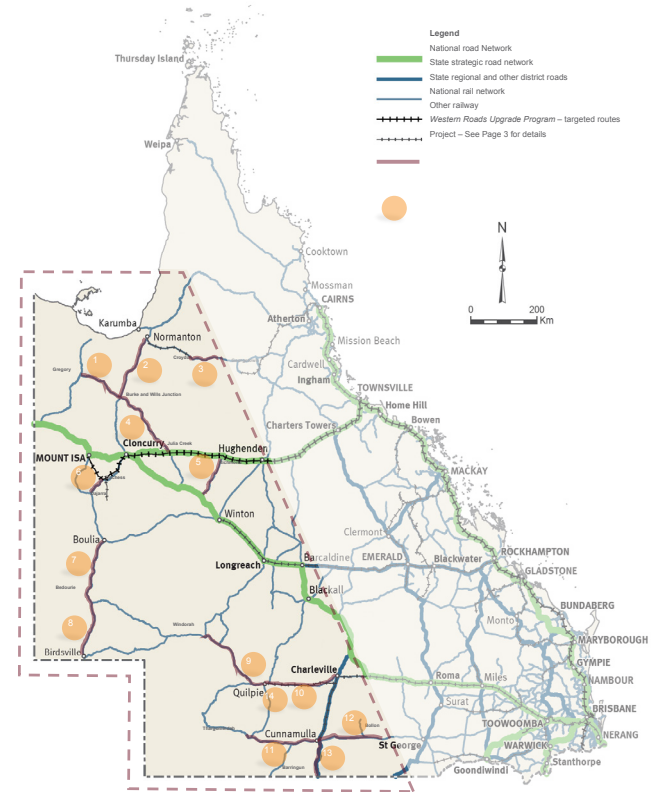 Legend
National road Network
State strategic road network
State regional and other district roads
National rail network
Other railway
Western Roads Upgrade Program – targeted routes
Project – See Page 3 for details
Thursday Island
Weipa
N
0 200
Km
Cooktown
Mossman
CAIRNS
Atherton
Karumba
Normanton
Croydon
Mission Beach
Cardwell
Ingham
Gregory
1
2
3
TOWNSVILLE
Burke and Wills Junction
Home Hill
Bowen
Charters Towers
4
Cloncurry
Julia Creek
Hughenden
MOUNT ISA
5
6
Dajarra
MACKAY
Winton
Clermont
Boulia
Longreach
Barcaldine
EMERALD
Blackwater
ROCKHAMPTON
GLADSTONE
7
Bedourie
Blackall
BUNDABERG
Monto
8
Windorah
MARYBOROUGH
Birdsville
9
GYMPIE
Charleville
Roma
Miles
NAMBOUR
Quilpie
4
10
Surat
BRISBANE
12
TOOWOOMBA
Thargomindah
Bollon
Cunnamulla
St George
WARWICK
NERANG
11
13
Stanthorpe
Barringun
Goondiwindi